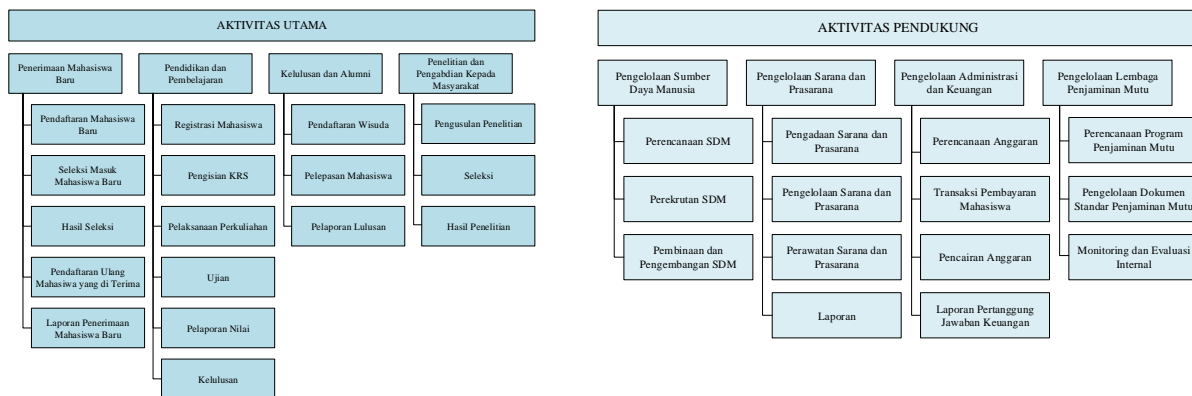 AKTIVITAS UTAMA
Penerimaan Mahasiswa
Baru
Pendaftaran Mahasiswa
Baru
Seleksi Masuk
Mahasiswa Baru
Hasil Seleksi
Pendaftaran Ulang
Mahasiwa yang di Terima
Laporan Penerimaan
Mahasiswa Baru
Pendidikan dan
Pembelajaran
Registrasi Mahasiswa
Pengisian KRS
Pelaksanaan Perkuliahan
Ujian
Pelaporan Nilai
Kelulusan
Kelulusan dan Alumni
Pendaftaran Wisuda
Pelepasan Mahasiswa
Pelaporan Lulusan
Penelitian dan
Pengabdian Kepada
Masyarakat
Pengusulan Penelitian
Seleksi
Hasil Penelitian
AKTIVITAS PENDUKUNG
Pengelolaan Sumber
Daya Manusia
Perencanaan SDM
Perekrutan SDM
Pembinaan dan
Pengembangan SDM
Pengelolaan Sarana dan
Prasarana
Pengadaan Sarana dan
Prasarana
Pengelolaan Sarana dan
Prasarana
Perawatan Sarana dan
Prasarana
Laporan
Pengelolaan Administrasi
dan Keuangan
Perencanaan Anggaran
Transaksi Pembayaran
Mahasiswa
Pencairan Anggaran
Laporan Pertanggung
Jawaban Keuangan
Pengelolaan Lembaga
Penjaminan Mutu
Perencanaan Program
Penjaminan Mutu
Pengelolaan Dokumen
Standar Penjaminan Mutu
Monitoring dan Evaluasi
Internal